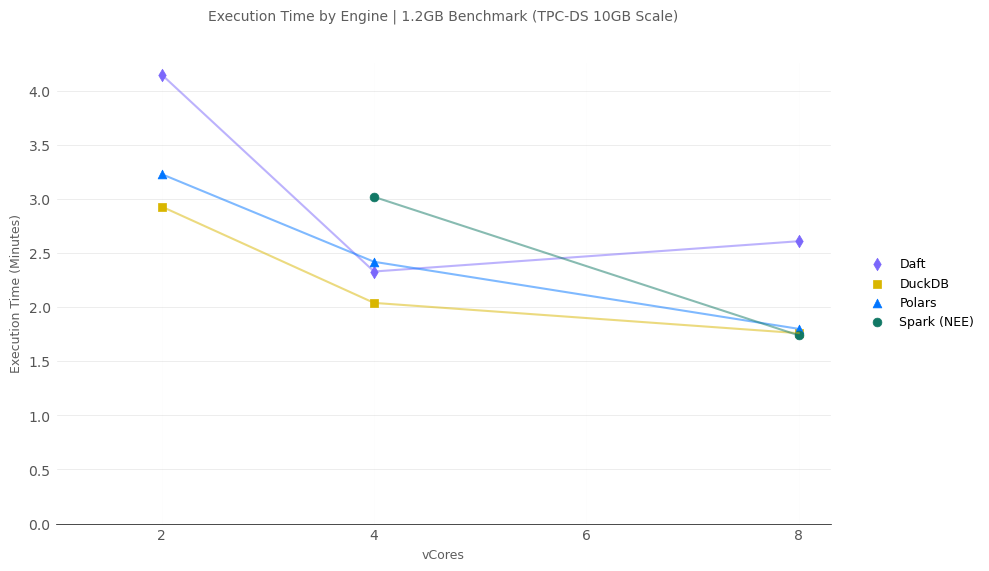 Execution Time by Engine | 1.2GB Benchmark (TPC-DS 10GB Scale)
Execution Time (Minutes)
4.0
3.5
3.0
2.5
2.0
1.5
1.0
0.5
0.0
2
4
6
8
vCores
Daft
DuckDB
Polars
Spark (NEE)